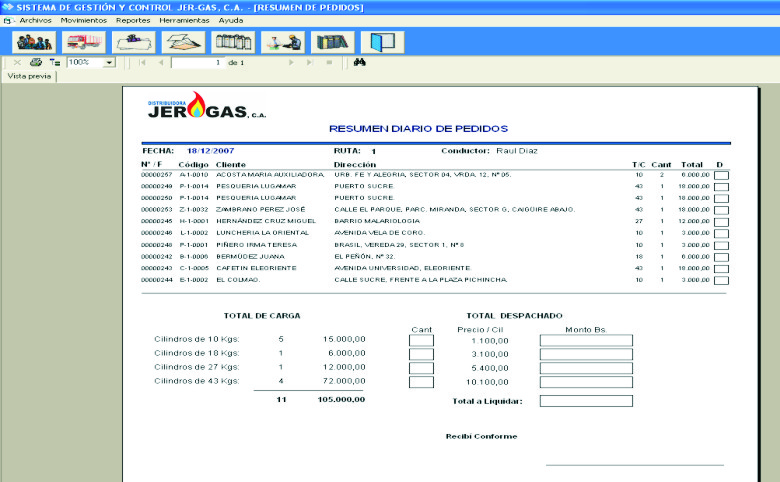 SISTEMA DE GESTIÓN Y CONTROL JER-GAS, C.A. - [RESUMEN DE PEDIDOS]
Archivos Movimientos Reportes Herramientas Ayuda
100% 1 de 1
Vista previa
DISTRIBUIDORA
JERGAS, C.A.
RESUMEN DIARIO DE PEDIDOS
FECHA: 18/12/2007 RUTA: 1 Conductor: Raul Diaz
Nº / F Código Cliente Dirección T/C Cant Total D
00000257 A-1-0010 ACOSTA MARIA AUXILIADORA URB. FE Y ALEGRIA, SECTOR 04, VRDA. 12, Nº 05. 10 2 6.000,00
00000249 P-1-0014 PESQUERIA LUGAMAR PUERTO SUCRE. 43 1 18.000,00
00000250 P-1-0014 PESQUERIA LUGAMAR PUERTO SUCRE. 43 1 18.000,00
00000253 Z-1-0032 ZAMBRANO PEREZ JOSÉ CALLE EL PARQUE, PARC. MIRANDA, SECTOR G, CAIGÜIRE ABAJO. 43 1 18.000,00
00000245 H-1-0001 HERNÁNDEZ CRUZ MIGUEL BARRIO MALARIOLOGIA 27 1 12.000,00
00000246 L-1-0002 LUNCHERIA LA ORIENTAL AVENIDA VELA DE CORO. 10 1 3.000,00
00000248 P-1-0001 PIÑERO IRMA TERESA BRASIL, VEREDA 29, SECTOR 1, Nº 8 10 1 3.000,00
00000242 B-1-0006 BERMÚDEZ JUANA EL PEÑÓN, Nº 32. 18 1 6.000,00
00000243 C-1-0005 CAFETIN ELEORIENTE AVENIDA UNIVERSIDAD, ELEORIENTE. 43 1 18.000,00
00000244 E-1-0002 EL COLMAO. CALLE SUCRE, FRENTE A LA PLAZA PICHINCHA. 10 1 3.000,00
TOTAL DE CARGA TOTAL DESPACHADO
Cant Precio / Cil Monto Bs.
Cilindros de 10 Kgs: 5 15.000,00 1.100,00
Cilindros de 18 Kgs: 1 6.000,00 3.100,00
Cilindros de 27 Kgs: 1 12.000,00 5.400,00
Cilindros de 43 Kgs: 4 72.000,00 10.100,00
11 105.000,00 Total a Liquidar:
Recibí Conforme